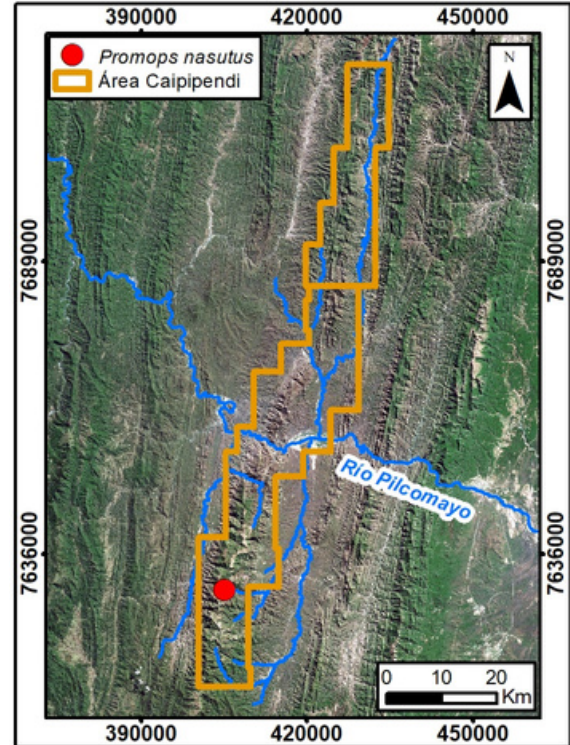 390000 420000 450000
Promops nasutus
Área Caipipendi
N
7689000 7689000
Río Pilcomayo
7636000 7636000
0 10 20
Km
390000 420000 450000